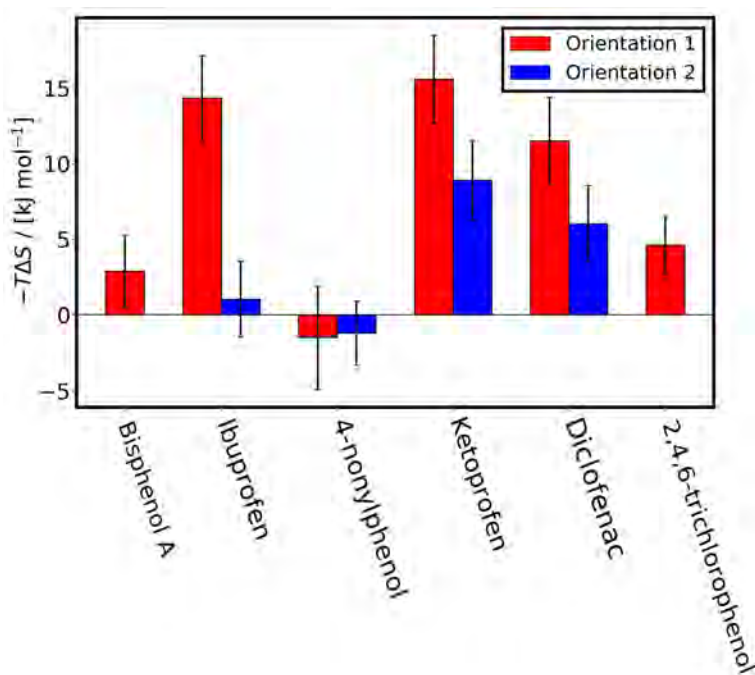 Orientation 1
Orientation 2
−TΔS / [kJ mol⁻¹]
15
10
5
0
−5
Bisphenol A
Ibuprofen
4-nonylphenol
Ketoprofen
Diclofenac
2,4,6-trichlorophenol